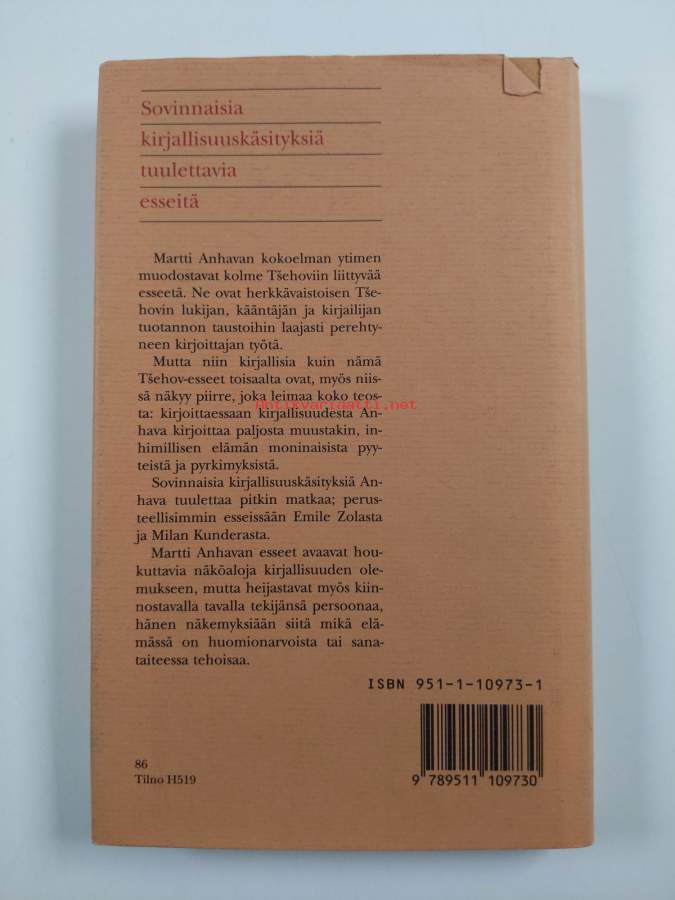 Sovinnaisia
kirjallisuuskäsityksiä
tuulettavia
esseitä
Martti Anhavan kokoelman ytimen
muodostavat kolme Tšehoviin liittyvää
esseetä. Ne ovat herkkävaistoisen Tše-
hovin lukijan, kääntäjän ja kirjailijan
tuotannon taustoihin laajasti perehty-
neen kirjoittajan työtä.
Mutta niin kirjallisia kuin nämä
Tšehov-esseet toisaalta ovat, myös niis-
sä näkyy piirre, joka leimaa koko teos-
ta: kirjoittaessaan kirjallisuudesta An-
hava kirjoittaa paljosta muustakin, in-
himillisen elämän moninaisista pyy-
teistä ja pyrkimyksistä.
Sovinnaisia kirjallisuuskäsityksiä An-
hava tuulettaa pitkin matkaa; perus-
teellisimmin esseissään Emile Zolasta
ja Milan Kunderasta.
Martti Anhavan esseet avaavat hou-
kuttavia näköaloja kirjallisuuden ole-
mukseen, mutta heijastavat myös kiin-
nostavalla tavalla tekijänsä persoonaa,
hänen näkemyksiään siitä mikä elä-
mässä on huomionarvoista tai sana-
taiteessa tehoisaa.
Antikvariaatti.net
ISBN 951-1-10973-1
9 789511 109730
86
Tilno H519